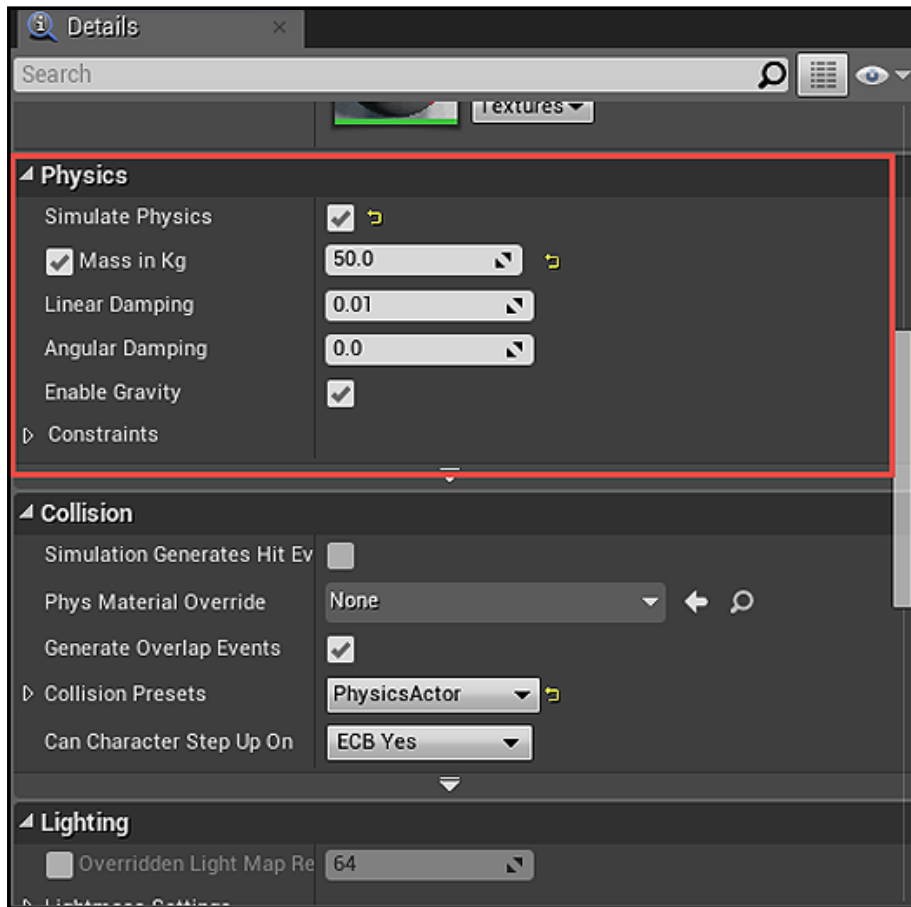 Details
Search
Textures
Physics
Simulate Physics
Mass in Kg 50.0
Linear Damping 0.01
Angular Damping 0.0
Enable Gravity
Constraints
Collision
Simulation Generates Hit Ev
Phys Material Override None
Generate Overlap Events
Collision Presets PhysicsActor
Can Character Step Up On ECB Yes
Lighting
Overridden Light Map Re 64
Lightmass Settings